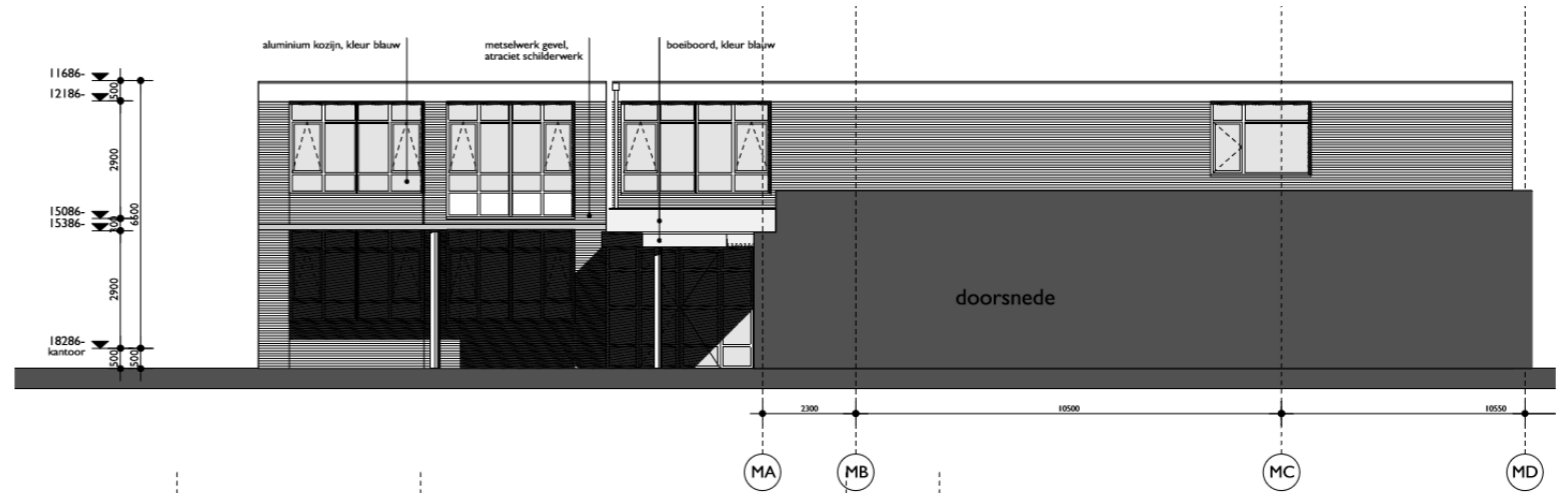 aluminium kozijn, kleur blauw
metselwerk gevel,
atraciet schilderwerk
boeiboord, kleur blauw
11686-
12186-
15086-
15386-
18286-
kantoor
500
2900
300
6600
2900
500
500
doorsnede
2300
10500
10550
MA
MB
MC
MD